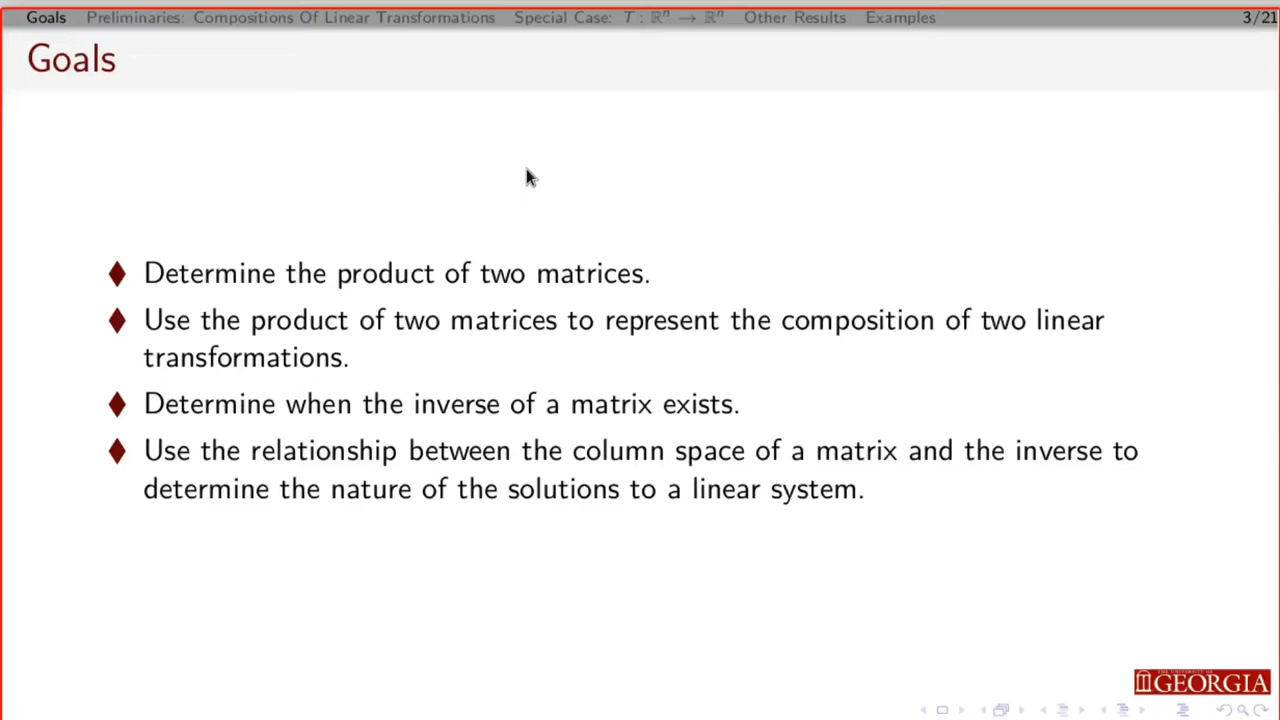 Goals Preliminaries: Compositions Of Linear Transformations Special Case: T : ℝⁿ → ℝⁿ Other Results Examples 3/21
Goals
Determine the product of two matrices.
Use the product of two matrices to represent the composition of two linear
transformations.
Determine when the inverse of a matrix exists.
Use the relationship between the column space of a matrix and the inverse to
determine the nature of the solutions to a linear system.
GEORGIA